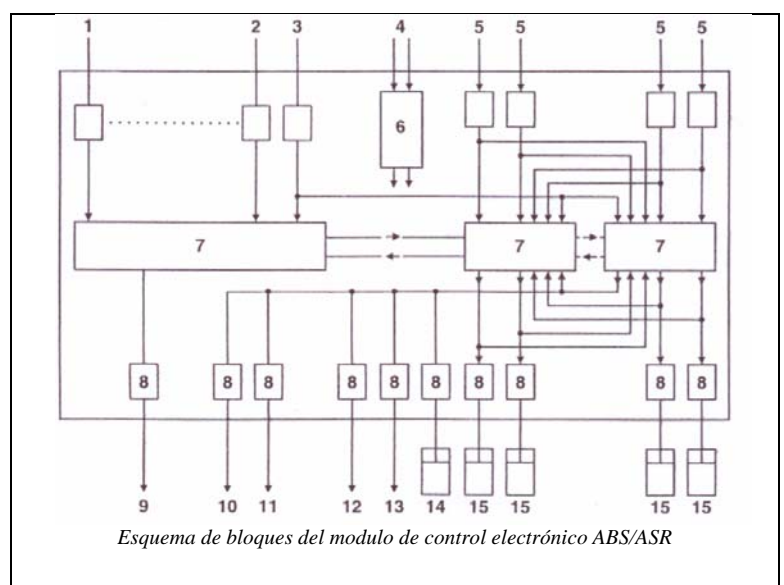 1 2 3 4 5 5 5 5
6
7 7 7
8 8 8 8 8 8 8 8 8 8
9 10 11 12 13 14 15 15 15 15
Esquema de bloques del modulo de control electrónico ABS/ASR